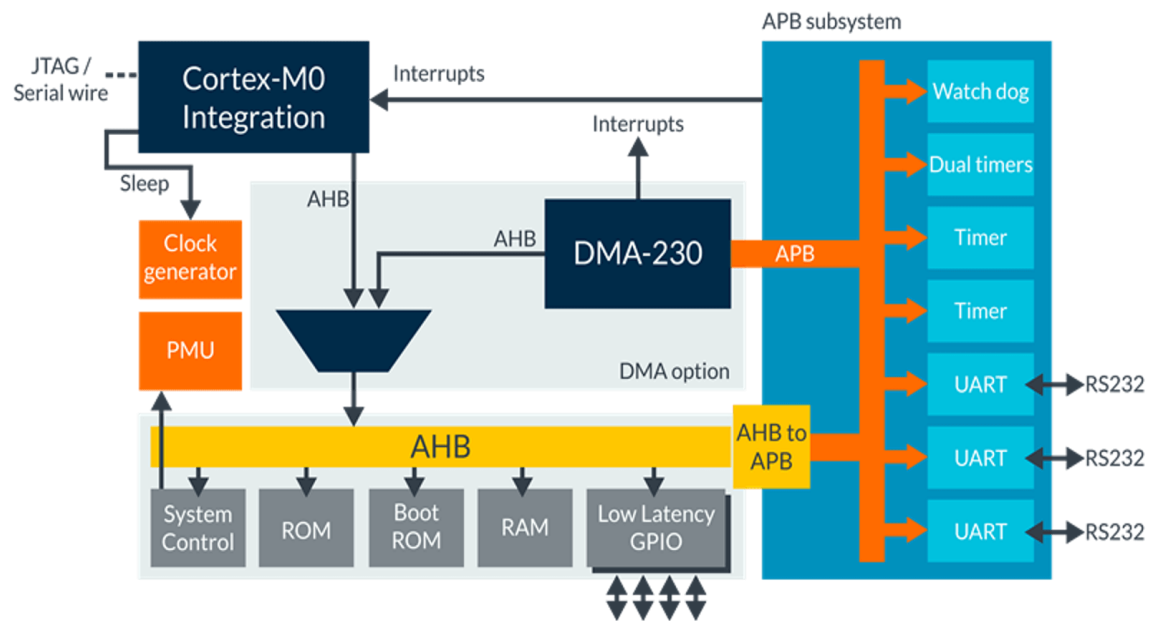 APB subsystem
JTAG /
Serial wire
Cortex-M0
Integration
Interrupts
Interrupts
Sleep
AHB
AHB
DMA-230
APB
Clock
generator
PMU
DMA option
Watch dog
Dual timers
Timer
Timer
UART
RS232
UART
RS232
UART
RS232
AHB
AHB to
APB
System
Control
ROM
Boot
ROM
RAM
Low Latency
GPIO